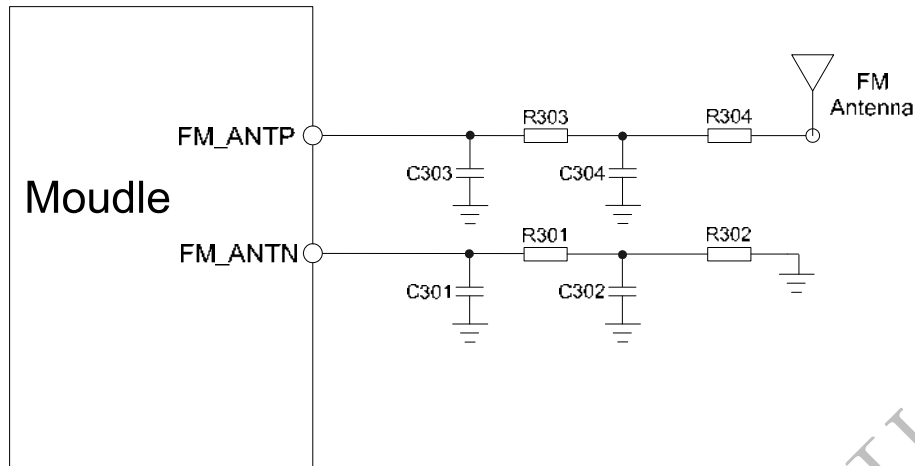 FM
Antenna
R303
R304
FM_ANTP
C303
C304
Moudle
R301
R302
FM_ANTN
C301
C302